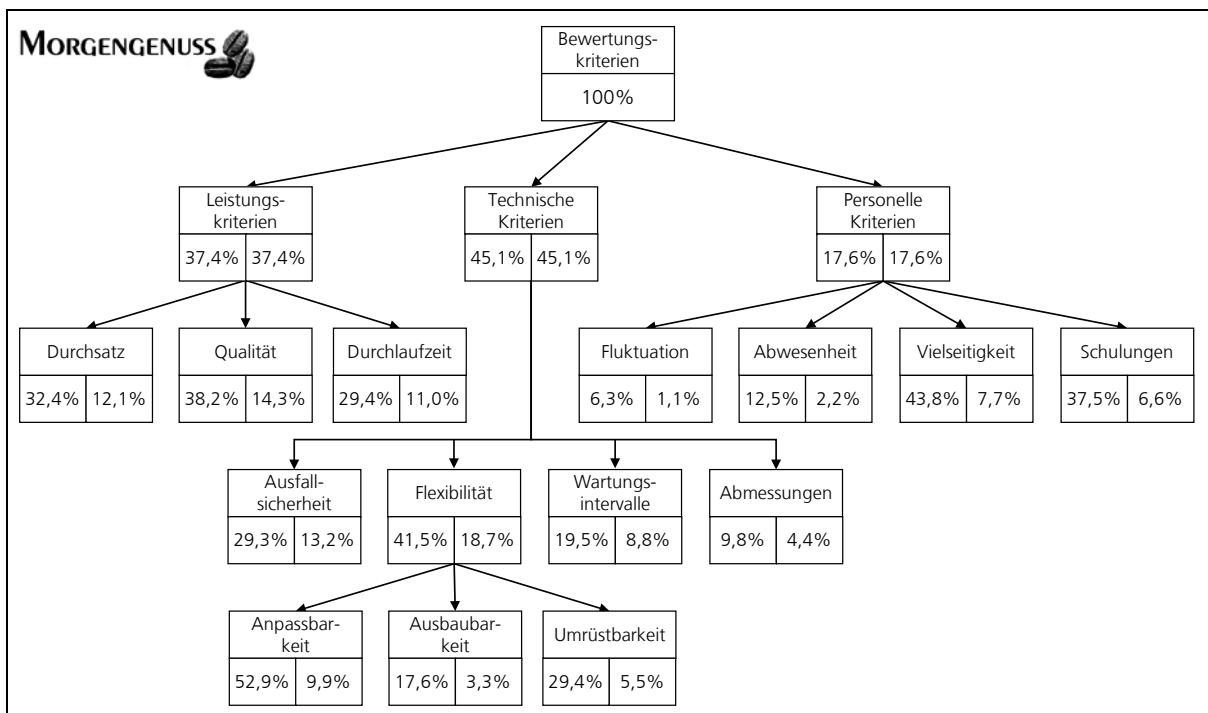 MORGENGENUSS
Bewertungs-
kriterien
100%
Leistungs-
kriterien
37,4% 37,4%
Technische
Kriterien
45,1% 45,1%
Personelle
Kriterien
17,6% 17,6%
Durchsatz
32,4% 12,1%
Qualität
38,2% 14,3%
Durchlaufzeit
29,4% 11,0%
Fluktuation
6,3% 1,1%
Abwesenheit
12,5% 2,2%
Vielseitigkeit
43,8% 7,7%
Schulungen
37,5% 6,6%
Ausfall-
sicherheit
29,3% 13,2%
Flexibilität
41,5% 18,7%
Wartungs-
intervalle
19,5% 8,8%
Abmessungen
9,8% 4,4%
Anpassbar-
keit
52,9% 9,9%
Ausbaubar-
keit
17,6% 3,3%
Umrüstbarkeit
29,4% 5,5%